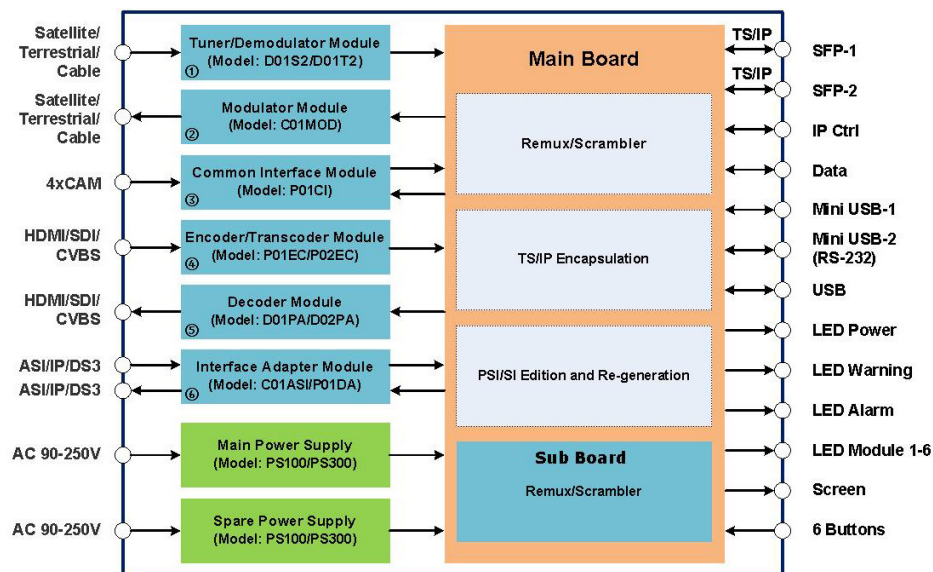 Satellite/
Terrestrial/
Cable
Tuner/Demodulator Module
(Model: D01S2/D01T2)
①
Satellite/
Terrestrial/
Cable
Modulator Module
(Model: C01MOD)
②
4xCAM
Common Interface Module
(Model: P01CI)
③
HDMI/SDI/
CVBS
Encoder/Transcoder Module
(Model: P01EC/P02EC)
④
HDMI/SDI/
CVBS
Decoder Module
(Model: D01PA/D02PA)
⑤
ASI/IP/DS3
ASI/IP/DS3
Interface Adapter Module
(Model: C01ASI/P01DA)
⑥
AC 90-250V
Main Power Supply
(Model: PS100/PS300)
AC 90-250V
Spare Power Supply
(Model: PS100/PS300)
Main Board
Remux/Scrambler
TS/IP Encapsulation
PSI/SI Edition and Re-generation
Sub Board
Remux/Scrambler
TS/IP
SFP-1
TS/IP
SFP-2
IP Ctrl
Data
Mini USB-1
Mini USB-2
(RS-232)
USB
LED Power
LED Warning
LED Alarm
LED Module 1-6
Screen
6 Buttons